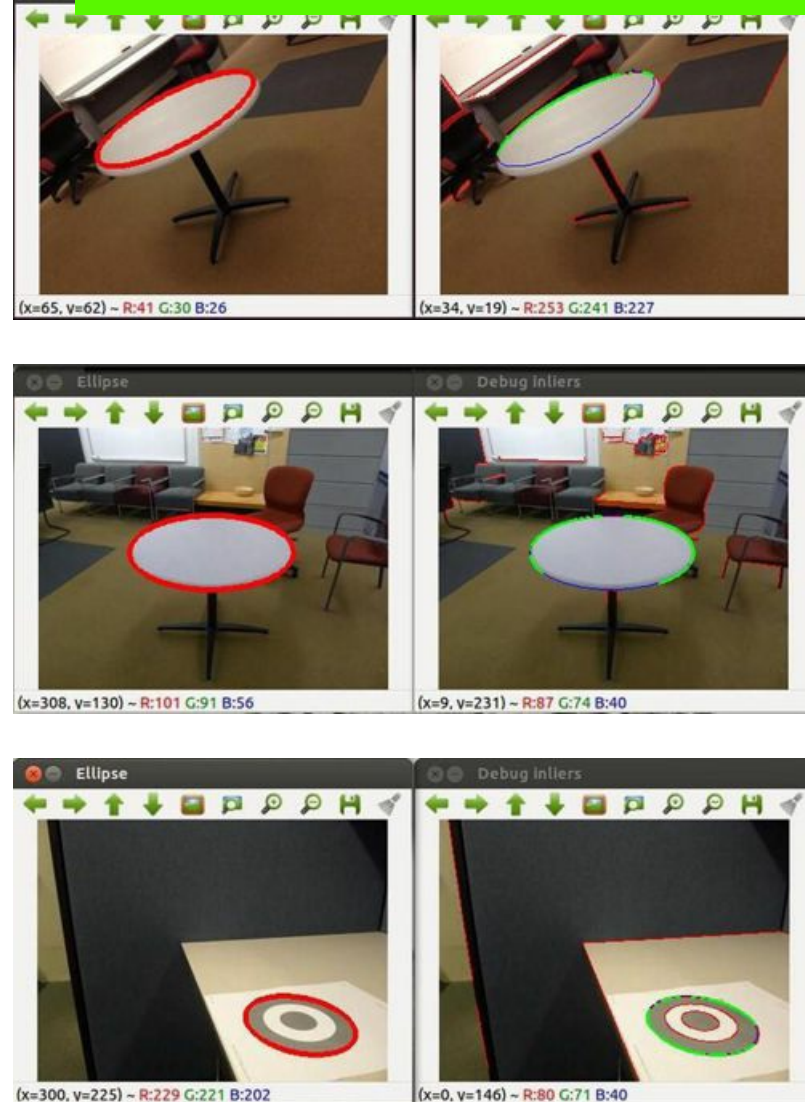 (x=65, y=62) ~ R:41 G:30 B:26
(x=34, y=19) ~ R:253 G:241 B:227
Ellipse
Debug inliers
(x=308, y=130) ~ R:101 G:91 B:56
(x=9, y=231) ~ R:87 G:74 B:40
Ellipse
Debug inliers
(x=300, y=225) ~ R:229 G:221 B:202
(x=0, y=146) ~ R:80 G:71 B:40